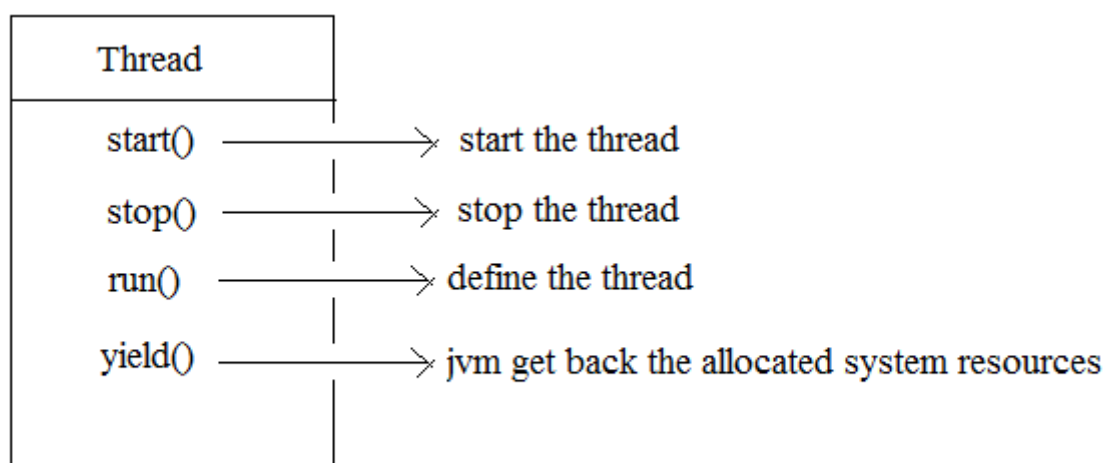 Thread
start() start the thread
stop() stop the thread
run() define the thread
yield() jvm get back the allocated system resources